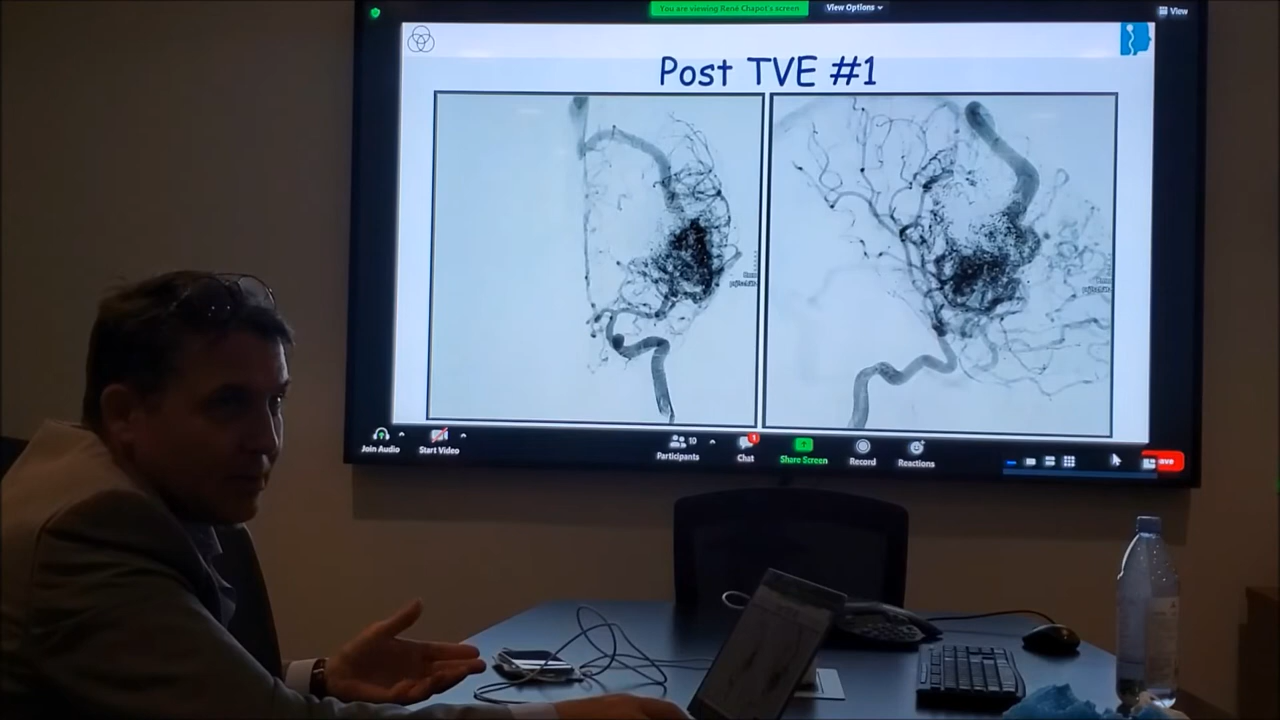 You are viewing René Chapot's screen
View Options
View
Post TVE #1
Join Audio
Start Video
10
Participants
1
Chat
Share Screen
Record
Reactions